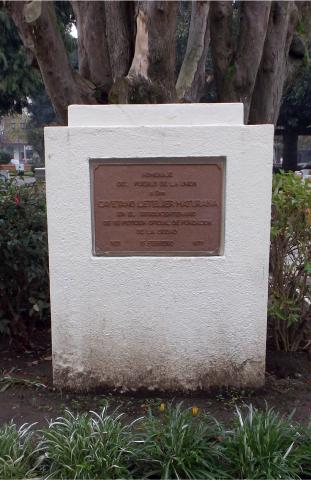 HOMENAJE
DEL PUEBLO DE LA UNION
A Don
CAYETANO LETELIER MATURANA
EN EL SESQUICENTENARIO
DE SU PETICION OFICIAL DE FUNDACION
DE LA CIUDAD
FEBRERO